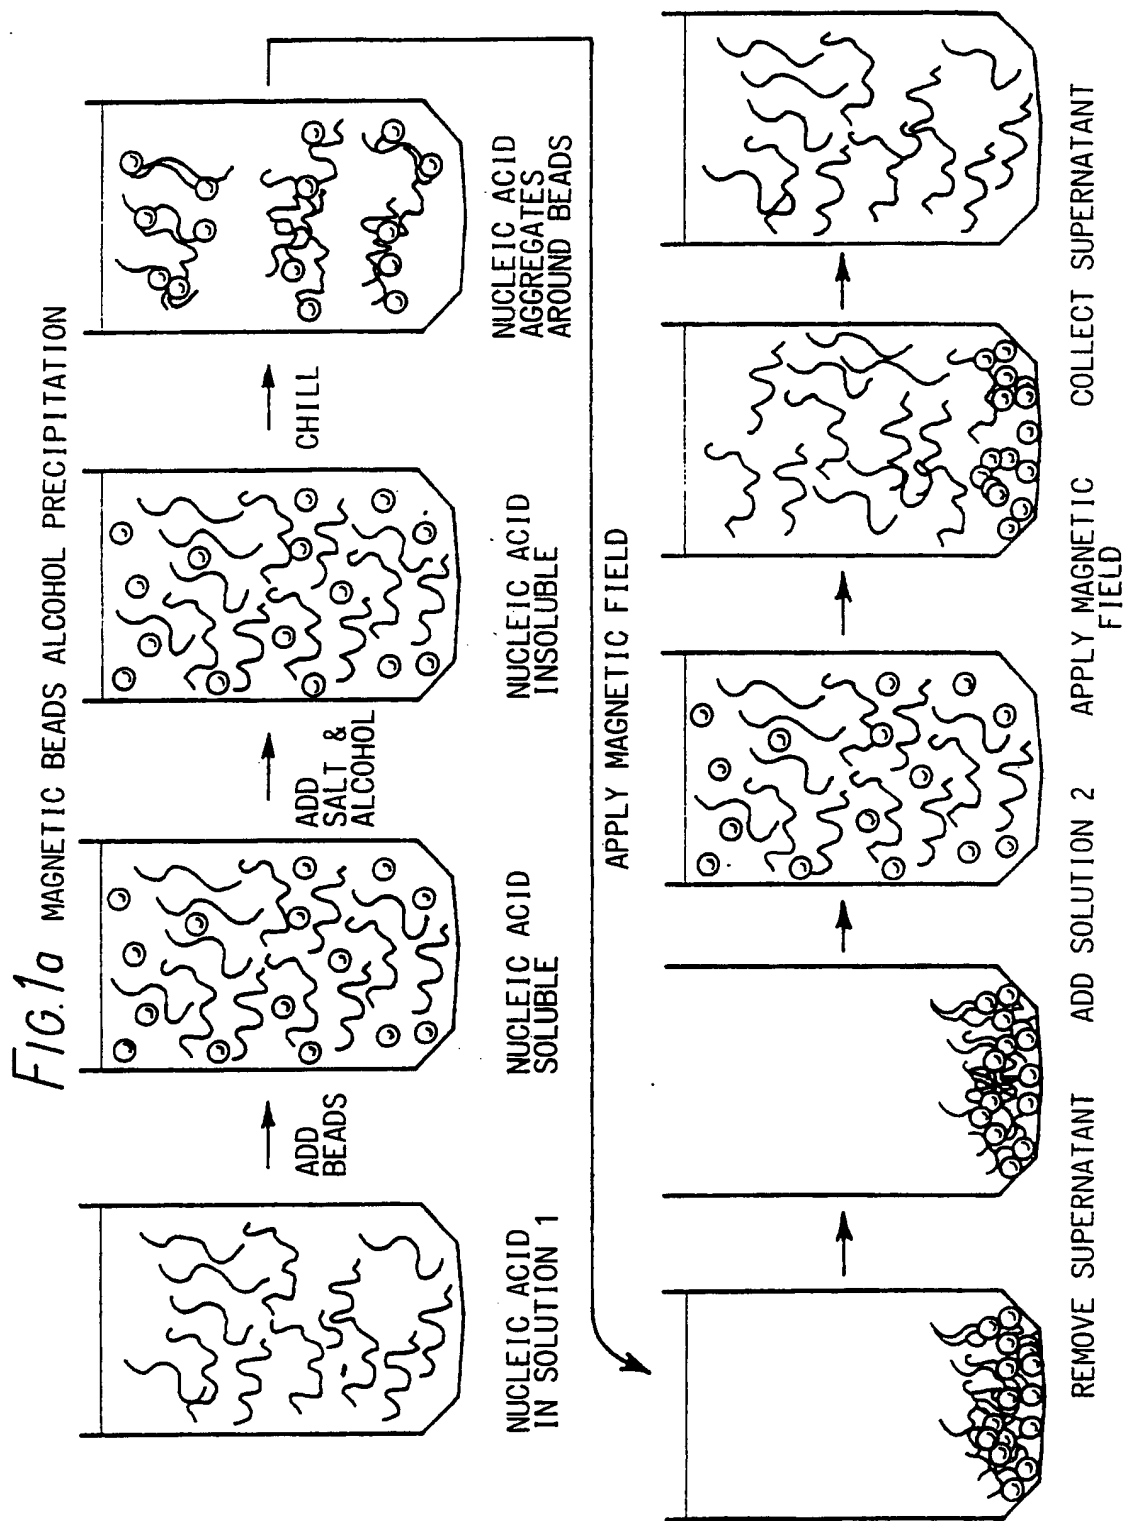 FIG.1a MAGNETIC BEADS ALCOHOL PRECIPITATION
NUCLEIC ACID
IN SOLUTION 1
ADD
BEADS
NUCLEIC ACID
SOLUBLE
ADD
SALT &
ALCOHOL
NUCLEIC ACID
INSOLUBLE
CHILL
NUCLEIC ACID
AGGREGATES
AROUND BEADS
APPLY MAGNETIC FIELD
REMOVE SUPERNATANT
ADD SOLUTION 2
APPLY MAGNETIC
FIELD
COLLECT SUPERNATANT